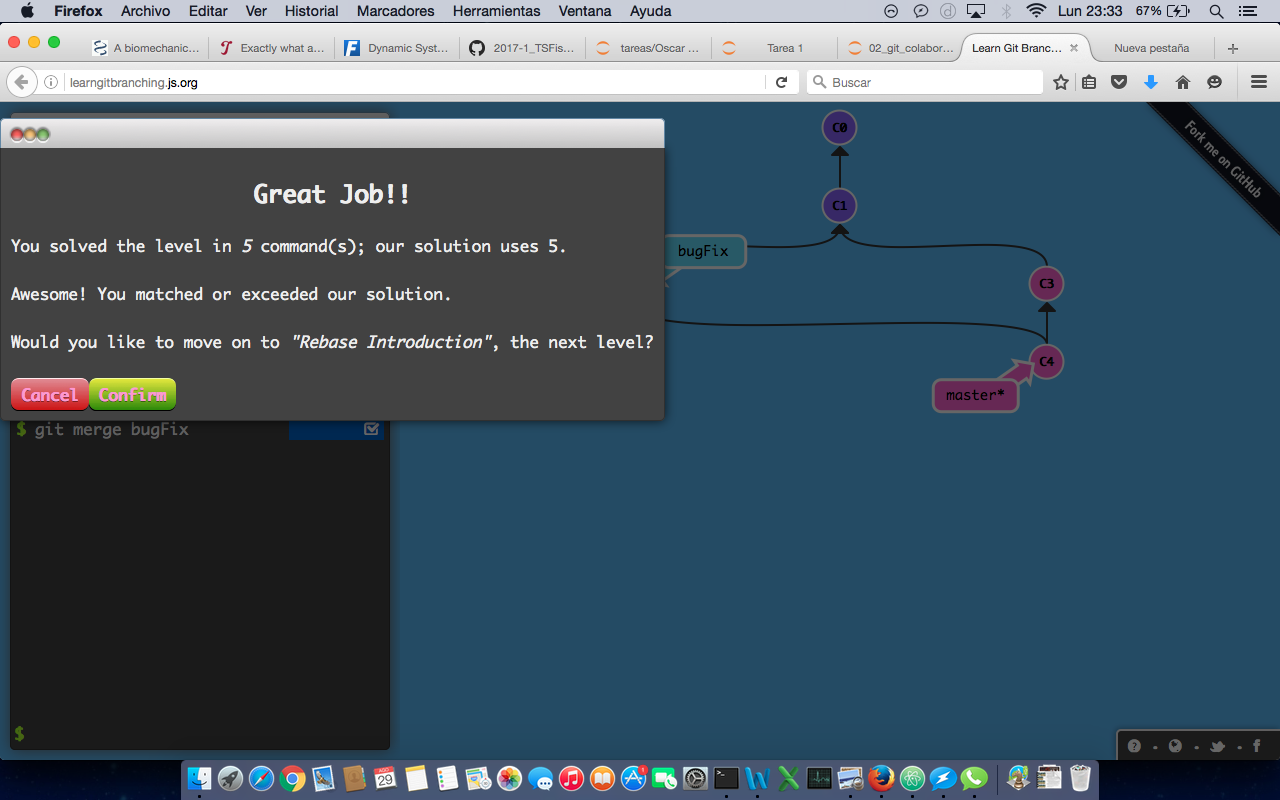 Firefox Archivo Editar Ver Historial Marcadores Herramientas Ventana Ayuda Lun 23:33 67%
A biomechanic... Exactly what a... Dynamic Syst... 2017-1_TSFis... tareas/Oscar ... Tarea 1 02_git_colabor... Learn Git Branc... Nueva pestaña
learngitbranching.js.org
Buscar
Fork me on GitHub
C0
C1
bugFix
C3
C4
master*
Great Job!!
You solved the level in 5 command(s); our solution uses 5.
Awesome! You matched or exceeded our solution.
Would you like to move on to "Rebase Introduction", the next level?
Cancel Confirm
$ git merge bugFix
$
29